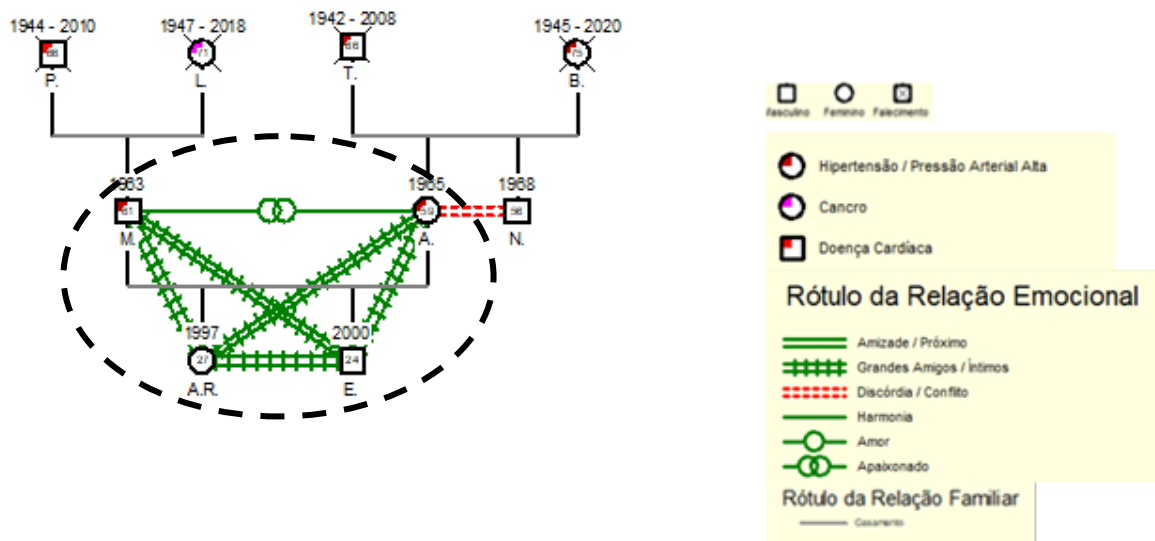 1944 - 2010
1947 - 2018
1942 - 2008
1945 - 2020
66
71
66
75
P.
L.
T.
B.
1963
1965
1968
61
59
56
M.
A.
N.
1997
2000
27
24
A.R.
E.
Masculino Feminino Falecimento
Hipertensão / Pressão Arterial Alta
Cancro
Doença Cardíaca
Rótulo da Relação Emocional
Amizade / Próximo
Grandes Amigos / Íntimos
Discórdia / Conflito
Harmonia
Amor
Apaixonado
Rótulo da Relação Familiar
Casamento